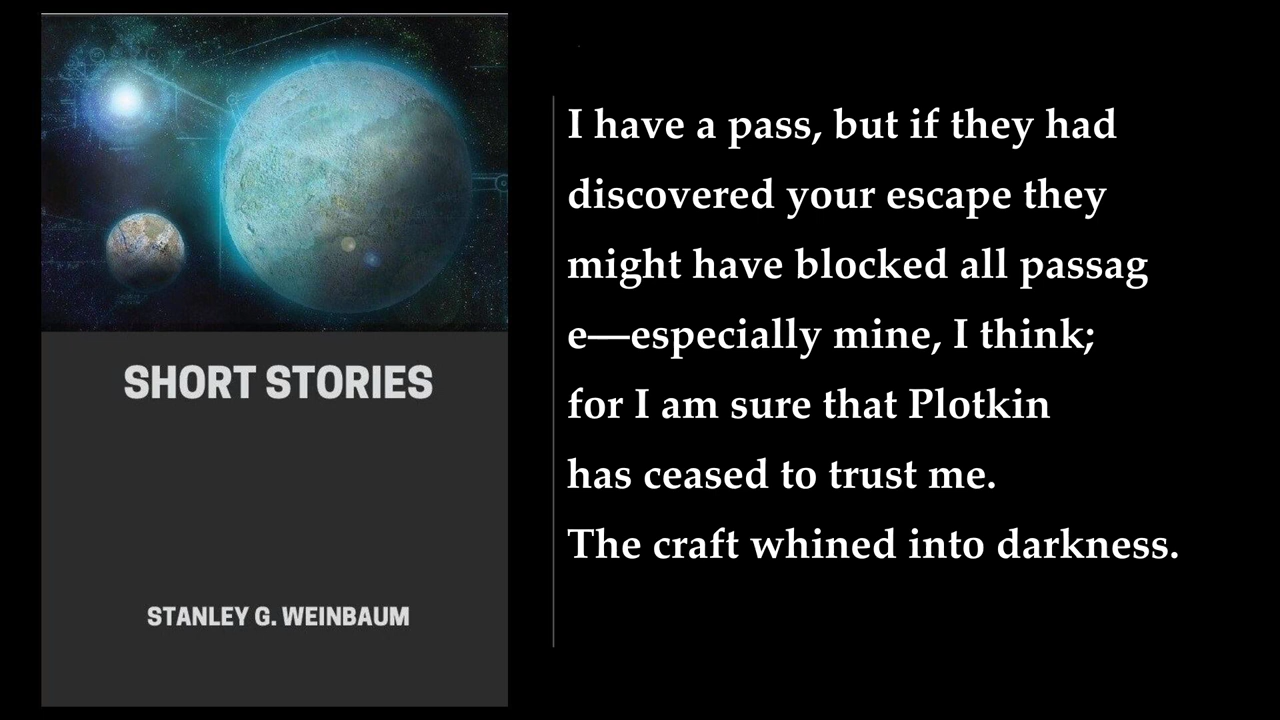 SHORT STORIES
STANLEY G. WEINBAUM
I have a pass, but if they had
discovered your escape they
might have blocked all passag
e—especially mine, I think;
for I am sure that Plotkin
has ceased to trust me.
The craft whined into darkness.